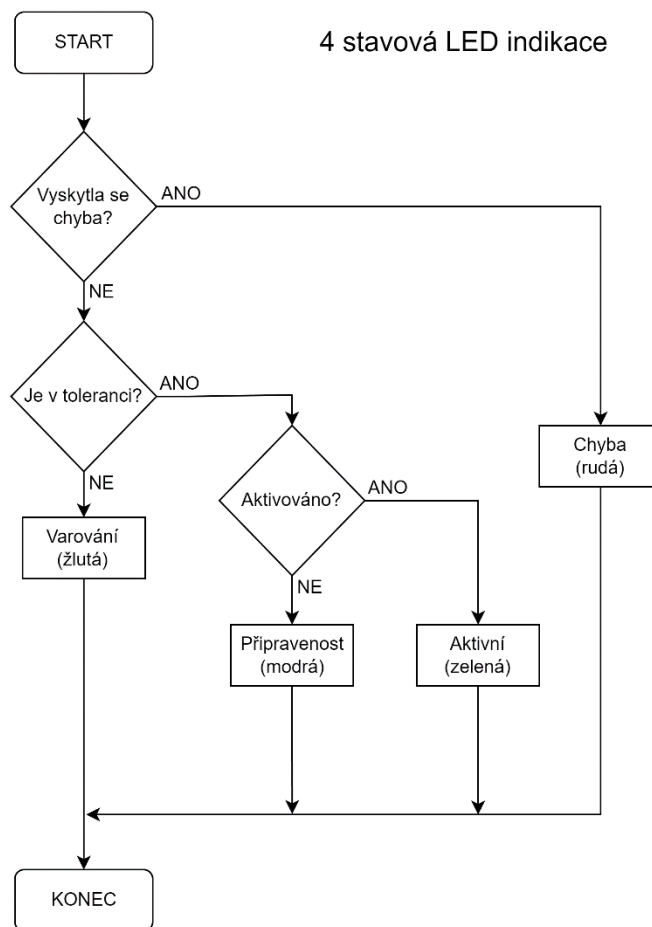 START
4 stavová LED indikace
Vyskytla se
chyba?
ANO
NE
Je v toleranci?
ANO
NE
Chyba
(rudá)
Aktivováno?
ANO
NE
Varování
(žlutá)
Připravenost
(modrá)
Aktivní
(zelená)
KONEC